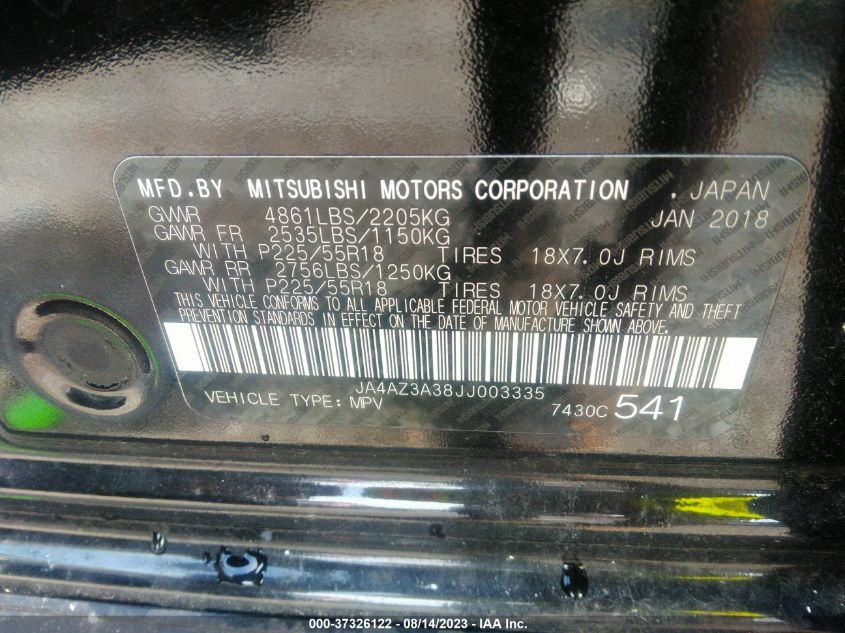 MFD.BY MITSUBISHI MOTORS CORPORATION . JAPAN
GVWR 4861LBS/2205KG JAN 2018
GAWR FR 2535LBS/1150KG
WITH P225/55R18 TIRES 18X7.0J RIMS
GAWR RR 2756LBS/1250KG
WITH P225/55R18 TIRES 18X7.0J RIMS
THIS VEHICLE CONFORMS TO ALL APPLICABLE FEDERAL MOTOR VEHICLE SAFETY AND THEFT
PREVENTION STANDARDS IN EFFECT ON THE DATE OF MANUFACTURE SHOWN ABOVE.
JA4AZ3A38JJ003335
VEHICLE TYPE: MPV 7430C 541
000-37326122 - 08/14/2023 - IAA Inc.